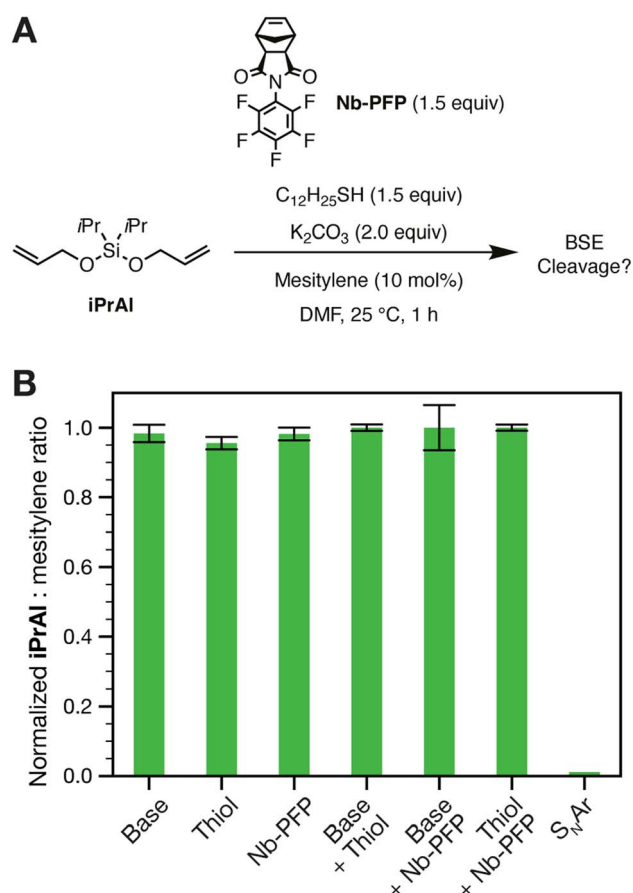 A
O
N
O
F
F
F
F
F
Nb-PFP (1.5 equiv)
C₁₂H₂₅SH (1.5 equiv)
K₂CO₃ (2.0 equiv)
Mesitylene (10 mol%)
DMF, 25 °C, 1 h
iPr
iPr
Si
O
O
iPrAl
BSE
Cleavage?
B
Normalized iPrAl : mesitylene ratio
1.0
0.8
0.6
0.4
0.2
0.0
Base
Thiol
Nb-PFP
Base
+ Thiol
Base
+ Nb-PFP
Thiol
+ Nb-PFP
SNAr